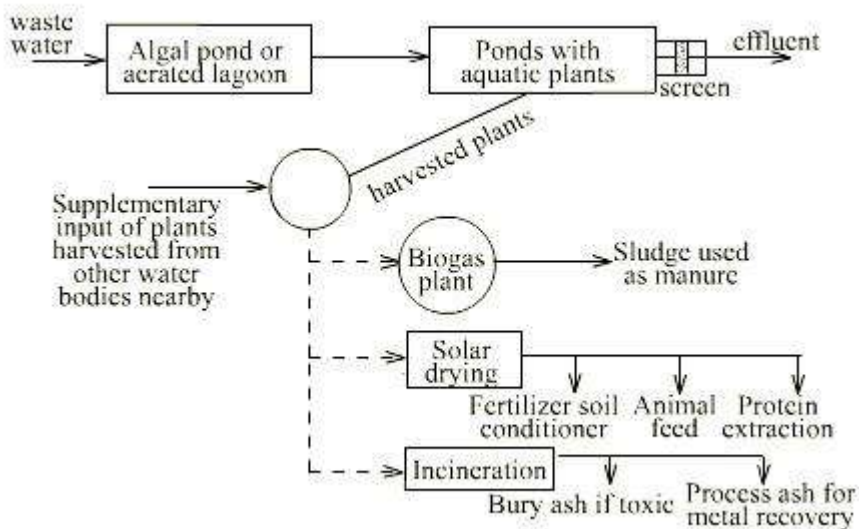 waste
water
Algal pond or
aerated lagoon
Ponds with
aquatic plants
effluent
screen
harvested plants
Supplementary
input of plants
harvested from
other water
bodies nearby
Biogas
plant
Sludge used
as manure
Solar
drying
Fertilizer soil
conditioner
Animal
feed
Protein
extraction
Incineration
Bury ash if toxic
Process ash for
metal recovery